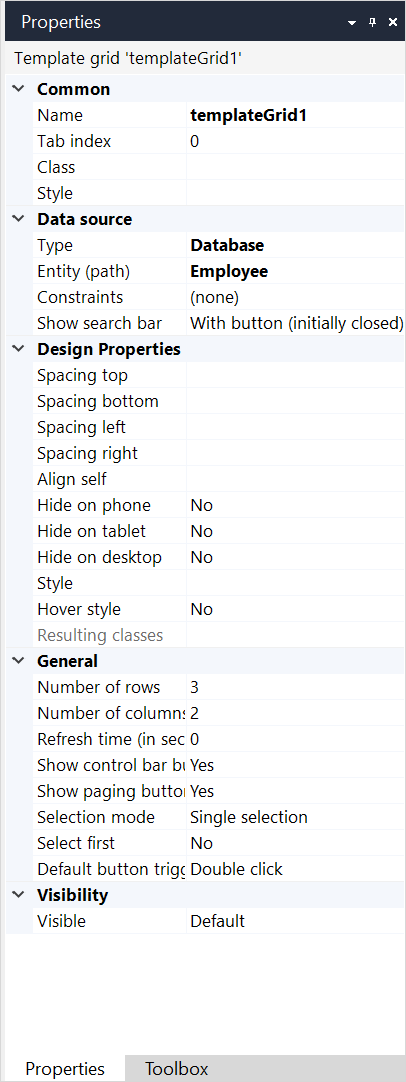 Properties
Template grid 'templateGrid1'
Common
Name templateGrid1
Tab index 0
Class
Style
Data source
Type Database
Entity (path) Employee
Constraints (none)
Show search bar With button (initially closed)
Design Properties
Spacing top
Spacing bottom
Spacing left
Spacing right
Align self
Hide on phone No
Hide on tablet No
Hide on desktop No
Style
Hover style No
Resulting classes
General
Number of rows 3
Number of columns 2
Refresh time (in sec 0
Show control bar bu Yes
Show paging button Yes
Selection mode Single selection
Select first No
Default button trigg Double click
Visibility
Visible Default
Properties Toolbox